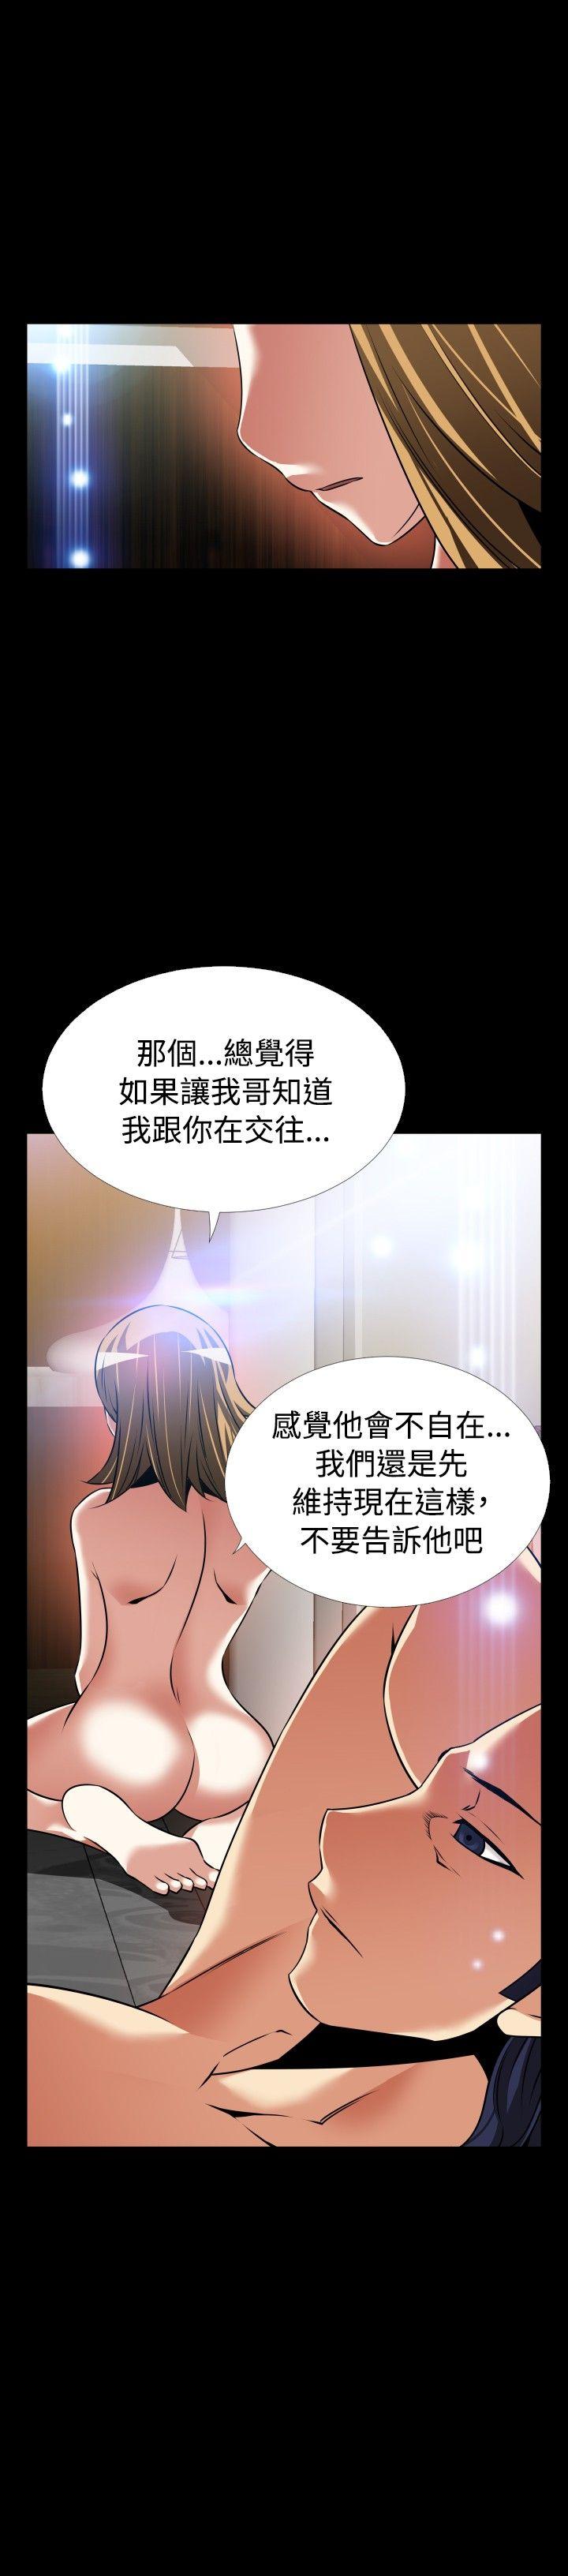 那個...總覺得
如果讓我哥知道
我跟你在交往...
感覺他會不自在...
我們還是先
維持現在這樣，
不要告訴他吧